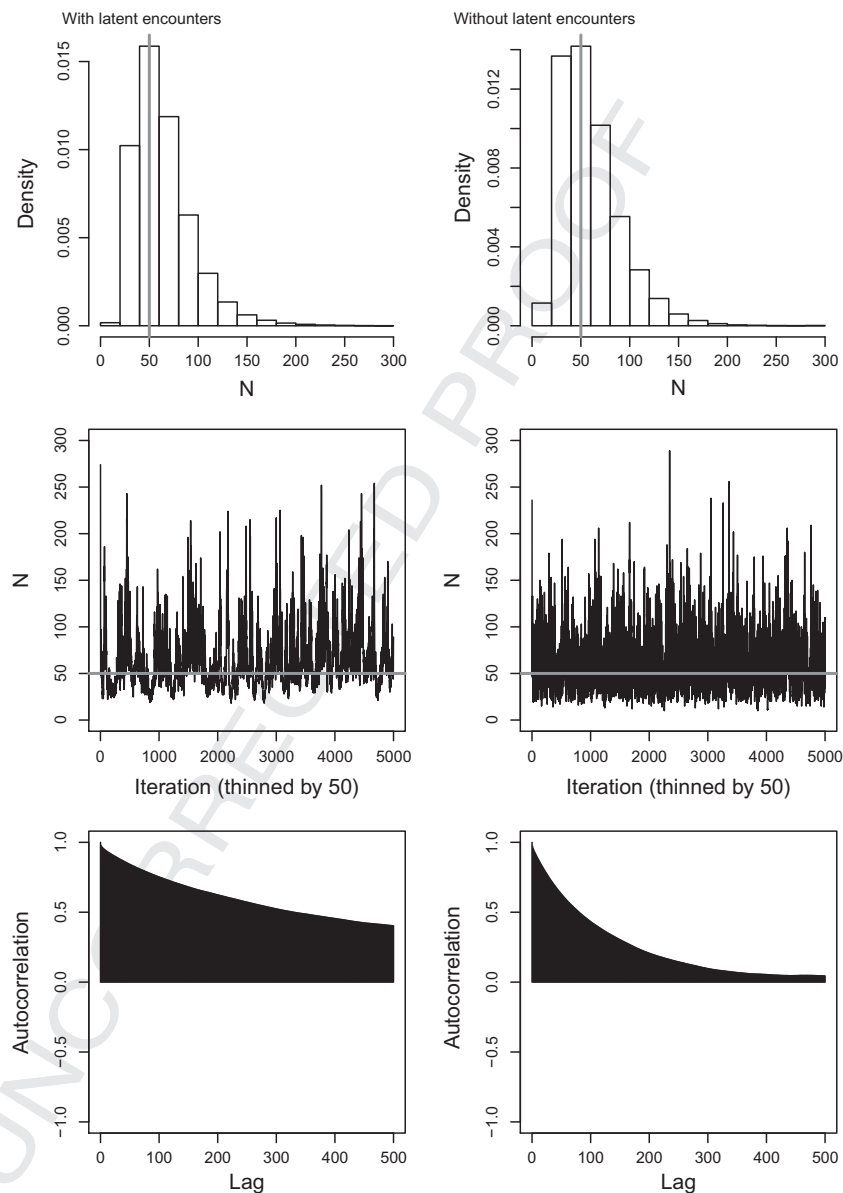 With latent encounters
Without latent encounters
0.015
0.010
0.005
0.000
Density
0 50 100 150 200 250 300
N
0.012
0.008
0.004
0.000
Density
0 50 100 150 200 250 300
N
300
250
200
150
100
50
0
N
0 1000 2000 3000 4000 5000
Iteration (thinned by 50)
300
250
200
150
100
50
0
N
0 1000 2000 3000 4000 5000
Iteration (thinned by 50)
1.0
0.5
0.0
−0.5
−1.0
Autocorrelation
0 100 200 300 400 500
Lag
1.0
0.5
0.0
−0.5
−1.0
Autocorrelation
0 100 200 300 400 500
Lag
UNCORRECTED PROOF